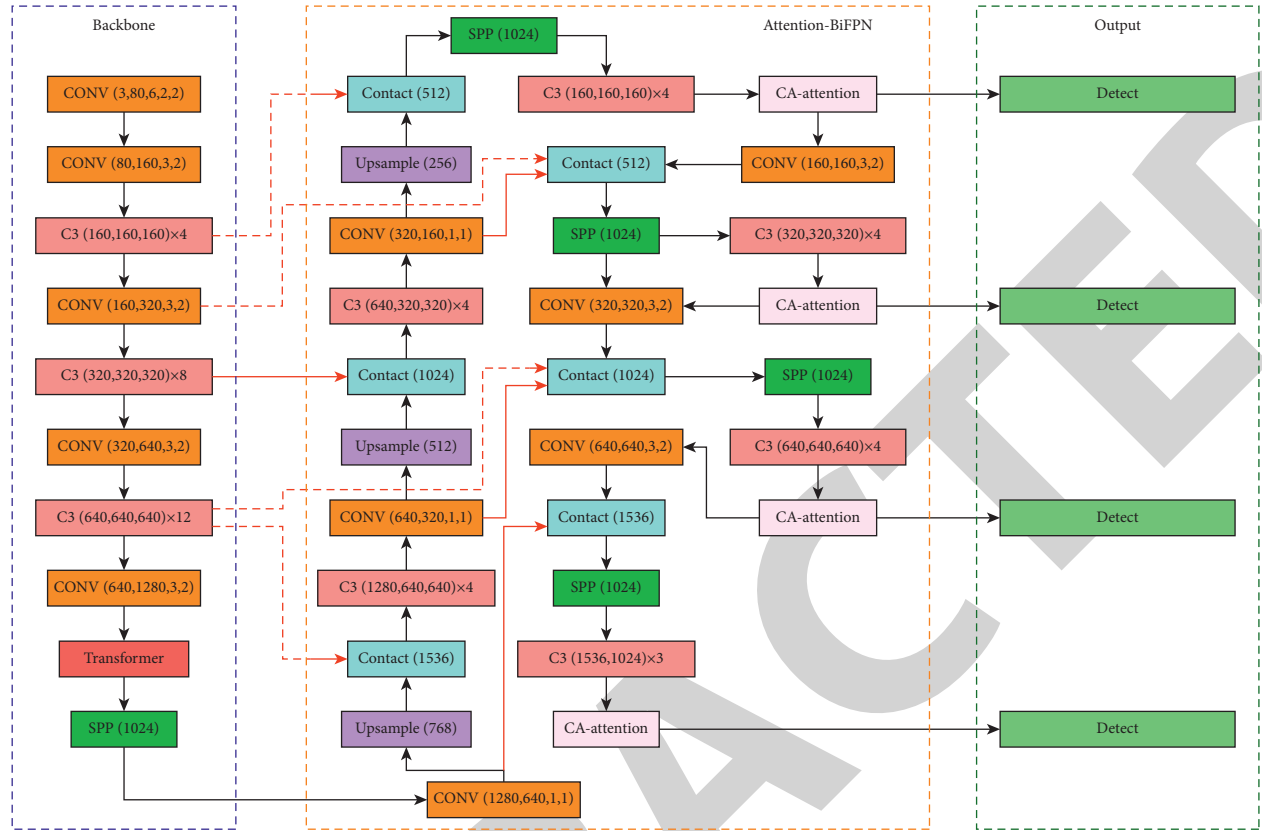 Backbone
CONV (3,80,6,2,2)
CONV (80,160,3,2)
C3 (160,160,160)×4
CONV (160,320,3,2)
C3 (320,320,320)×8
CONV (320,640,3,2)
C3 (640,640,640)×12
CONV (640,1280,3,2)
Transformer
SPP (1024)
Attention-BiFPN
SPP (1024)
Contact (512)
Upsample (256)
CONV (320,160,1,1)
C3 (640,320,320)×4
Contact (1024)
Upsample (512)
CONV (640,320,1,1)
C3 (1280,640,640)×4
Contact (1536)
Upsample (768)
CONV (1280,640,1,1)
C3 (160,160,160)×4
CA-attention
Contact (512)
CONV (160,160,3,2)
SPP (1024)
C3 (320,320,320)×4
CONV (320,320,3,2)
CA-attention
Contact (1024)
SPP (1024)
CONV (640,640,3,2)
C3 (640,640,640)×4
Contact (1536)
CA-attention
SPP (1024)
C3 (1536,1024)×3
CA-attention
Output
Detect
Detect
Detect
Detect
ACTED